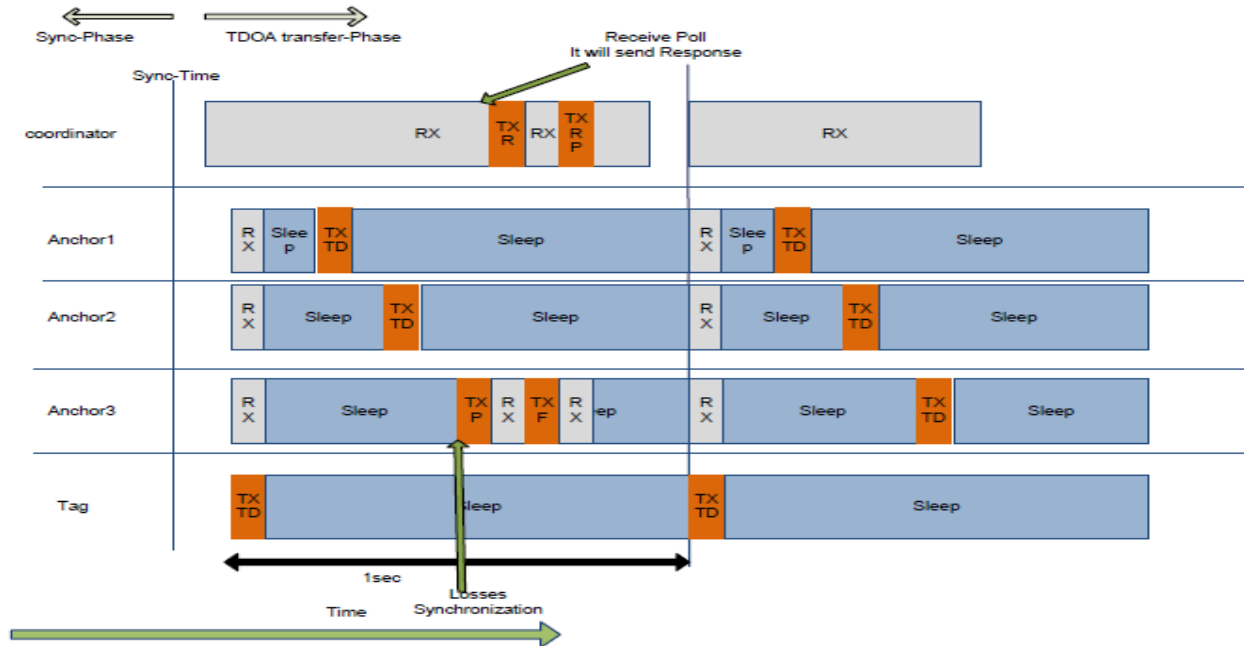 Sync-Phase
TDOA transfer-Phase
Receive Poll
It will send Response
Sync-Time
coordinator
RX
TX
R
RX
TX
R
P
RX
Anchor1
R
X
Slee
p
TX
TD
Sleep
R
X
Slee
p
TX
TD
Sleep
Anchor2
R
X
Sleep
TX
TD
Sleep
R
X
Sleep
TX
TD
Sleep
Anchor3
R
X
Sleep
TX
P
R
X
TX
F
R
X
ep
R
X
Sleep
TX
TD
Sleep
Tag
TX
TD
Sleep
TX
TD
Sleep
1sec
Losses
Synchronization
Time